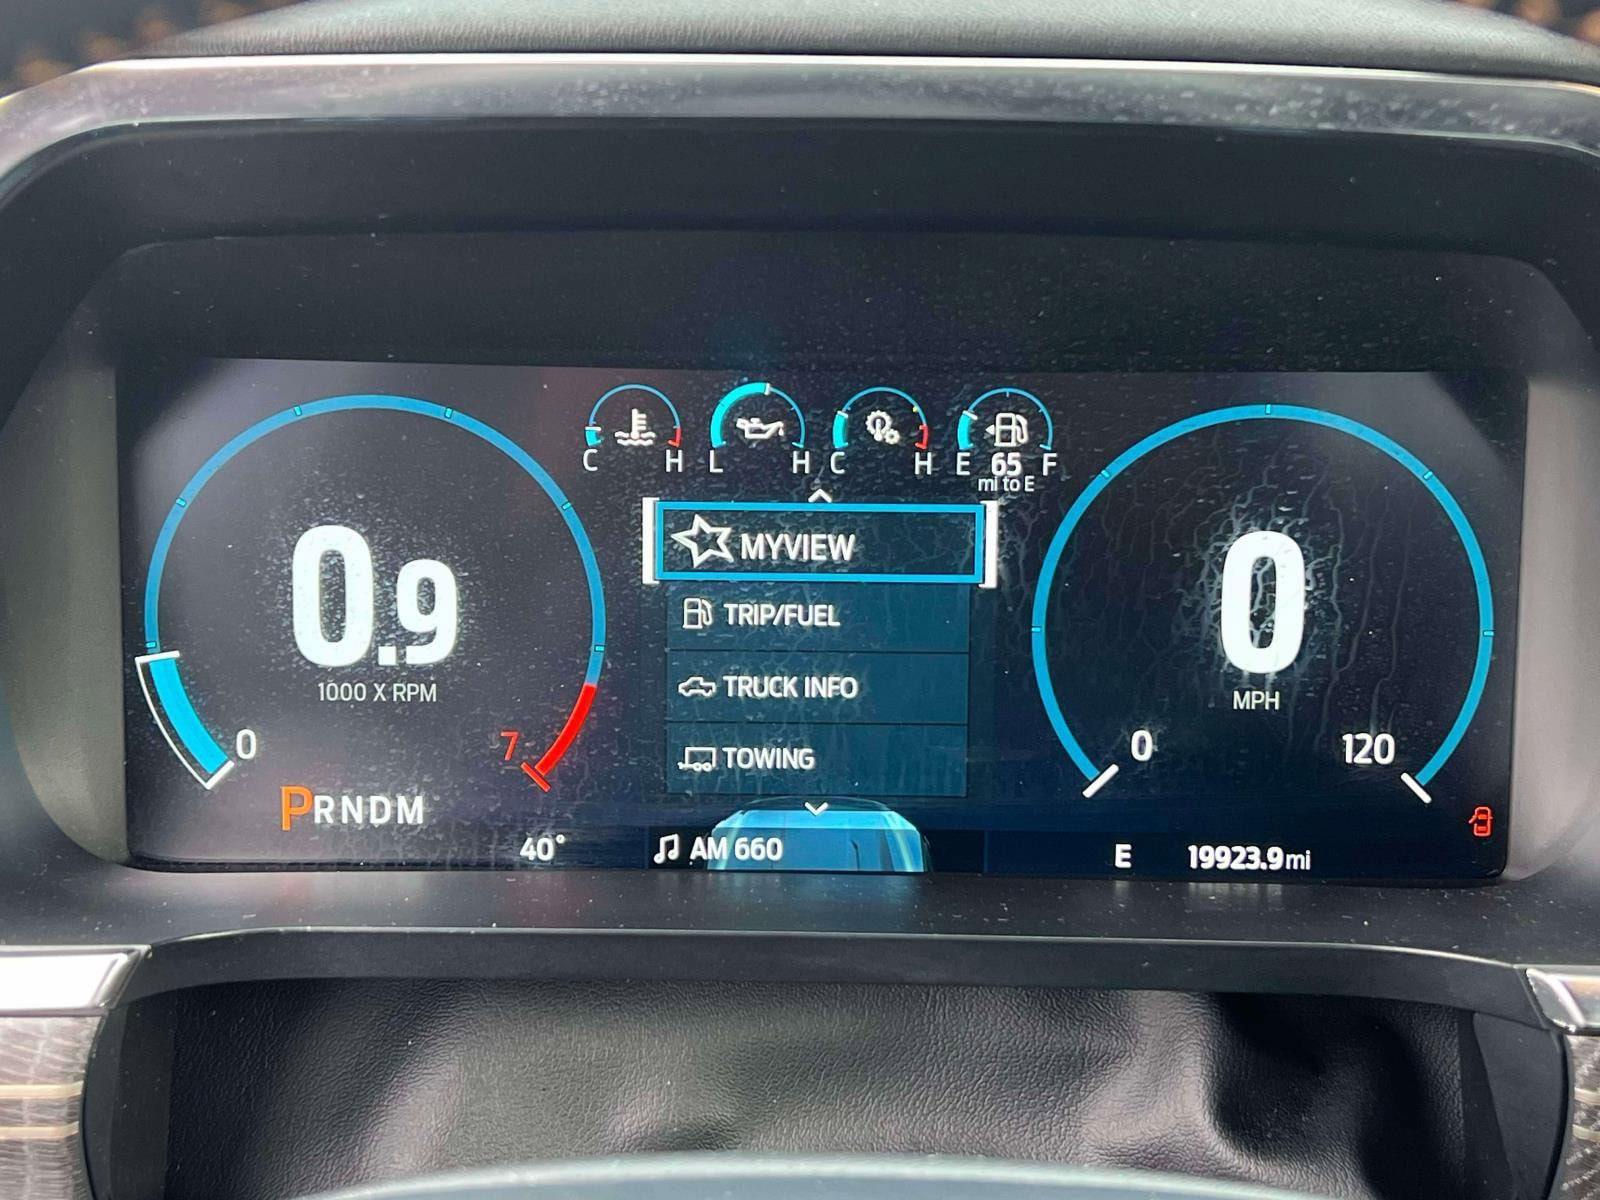 C H
L H
C H
E 65 F
mi to E
MYVIEW
TRIP/FUEL
TRUCK INFO
TOWING
0.9
1000 X RPM
0
7
PRNDM
0
MPH
0
120
40°
AM 660
E
19923.9mi